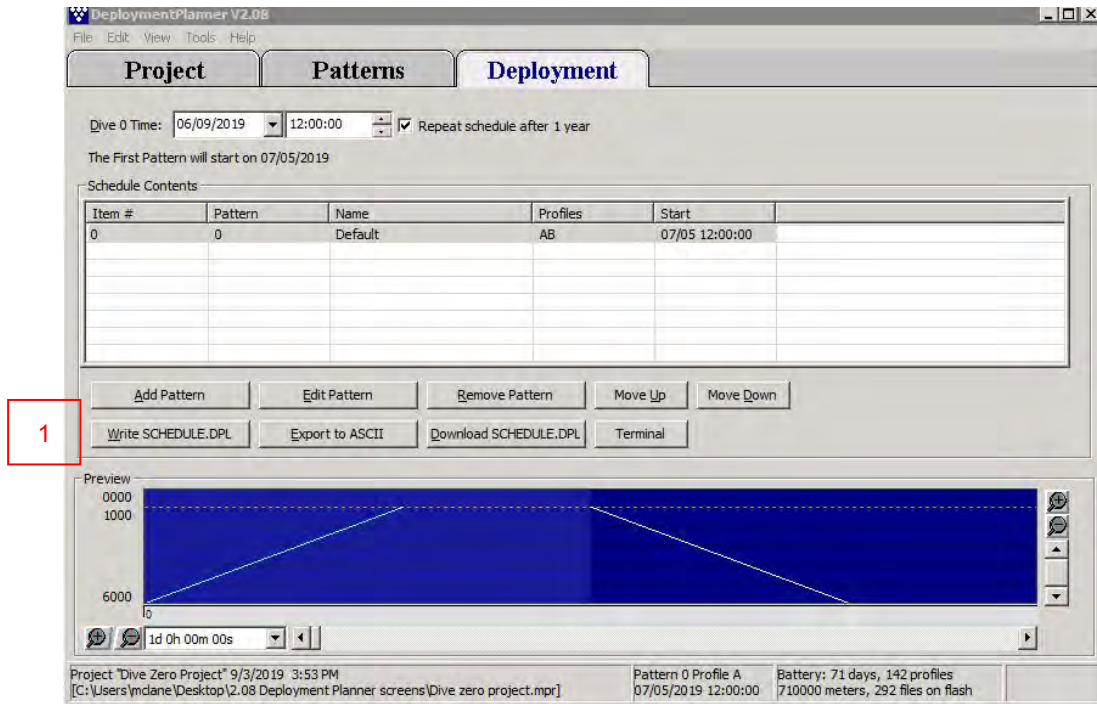 DeploymentPlanner V2.08
File Edit View Tools Help
Project Patterns Deployment
Dive 0 Time: 06/09/2019 12:00:00 Repeat schedule after 1 year
The First Pattern will start on 07/05/2019
Schedule Contents
Item # Pattern Name Profiles Start
0 0 Default AB 07/05 12:00:00
Add Pattern Edit Pattern Remove Pattern Move Up Move Down
1
Write SCHEDULE.DPL Export to ASCII Download SCHEDULE.DPL Terminal
Preview
0000
1000
6000
0
1d 0h 00m 00s
Project "Dive Zero Project" 9/3/2019 3:53 PM Pattern 0 Profile A Battery: 71 days, 142 profiles
[C:\Users\mclane\Desktop\2.08 Deployment Planner screens\Dive zero project.mpr] 07/05/2019 12:00:00 710000 meters, 292 files on flash